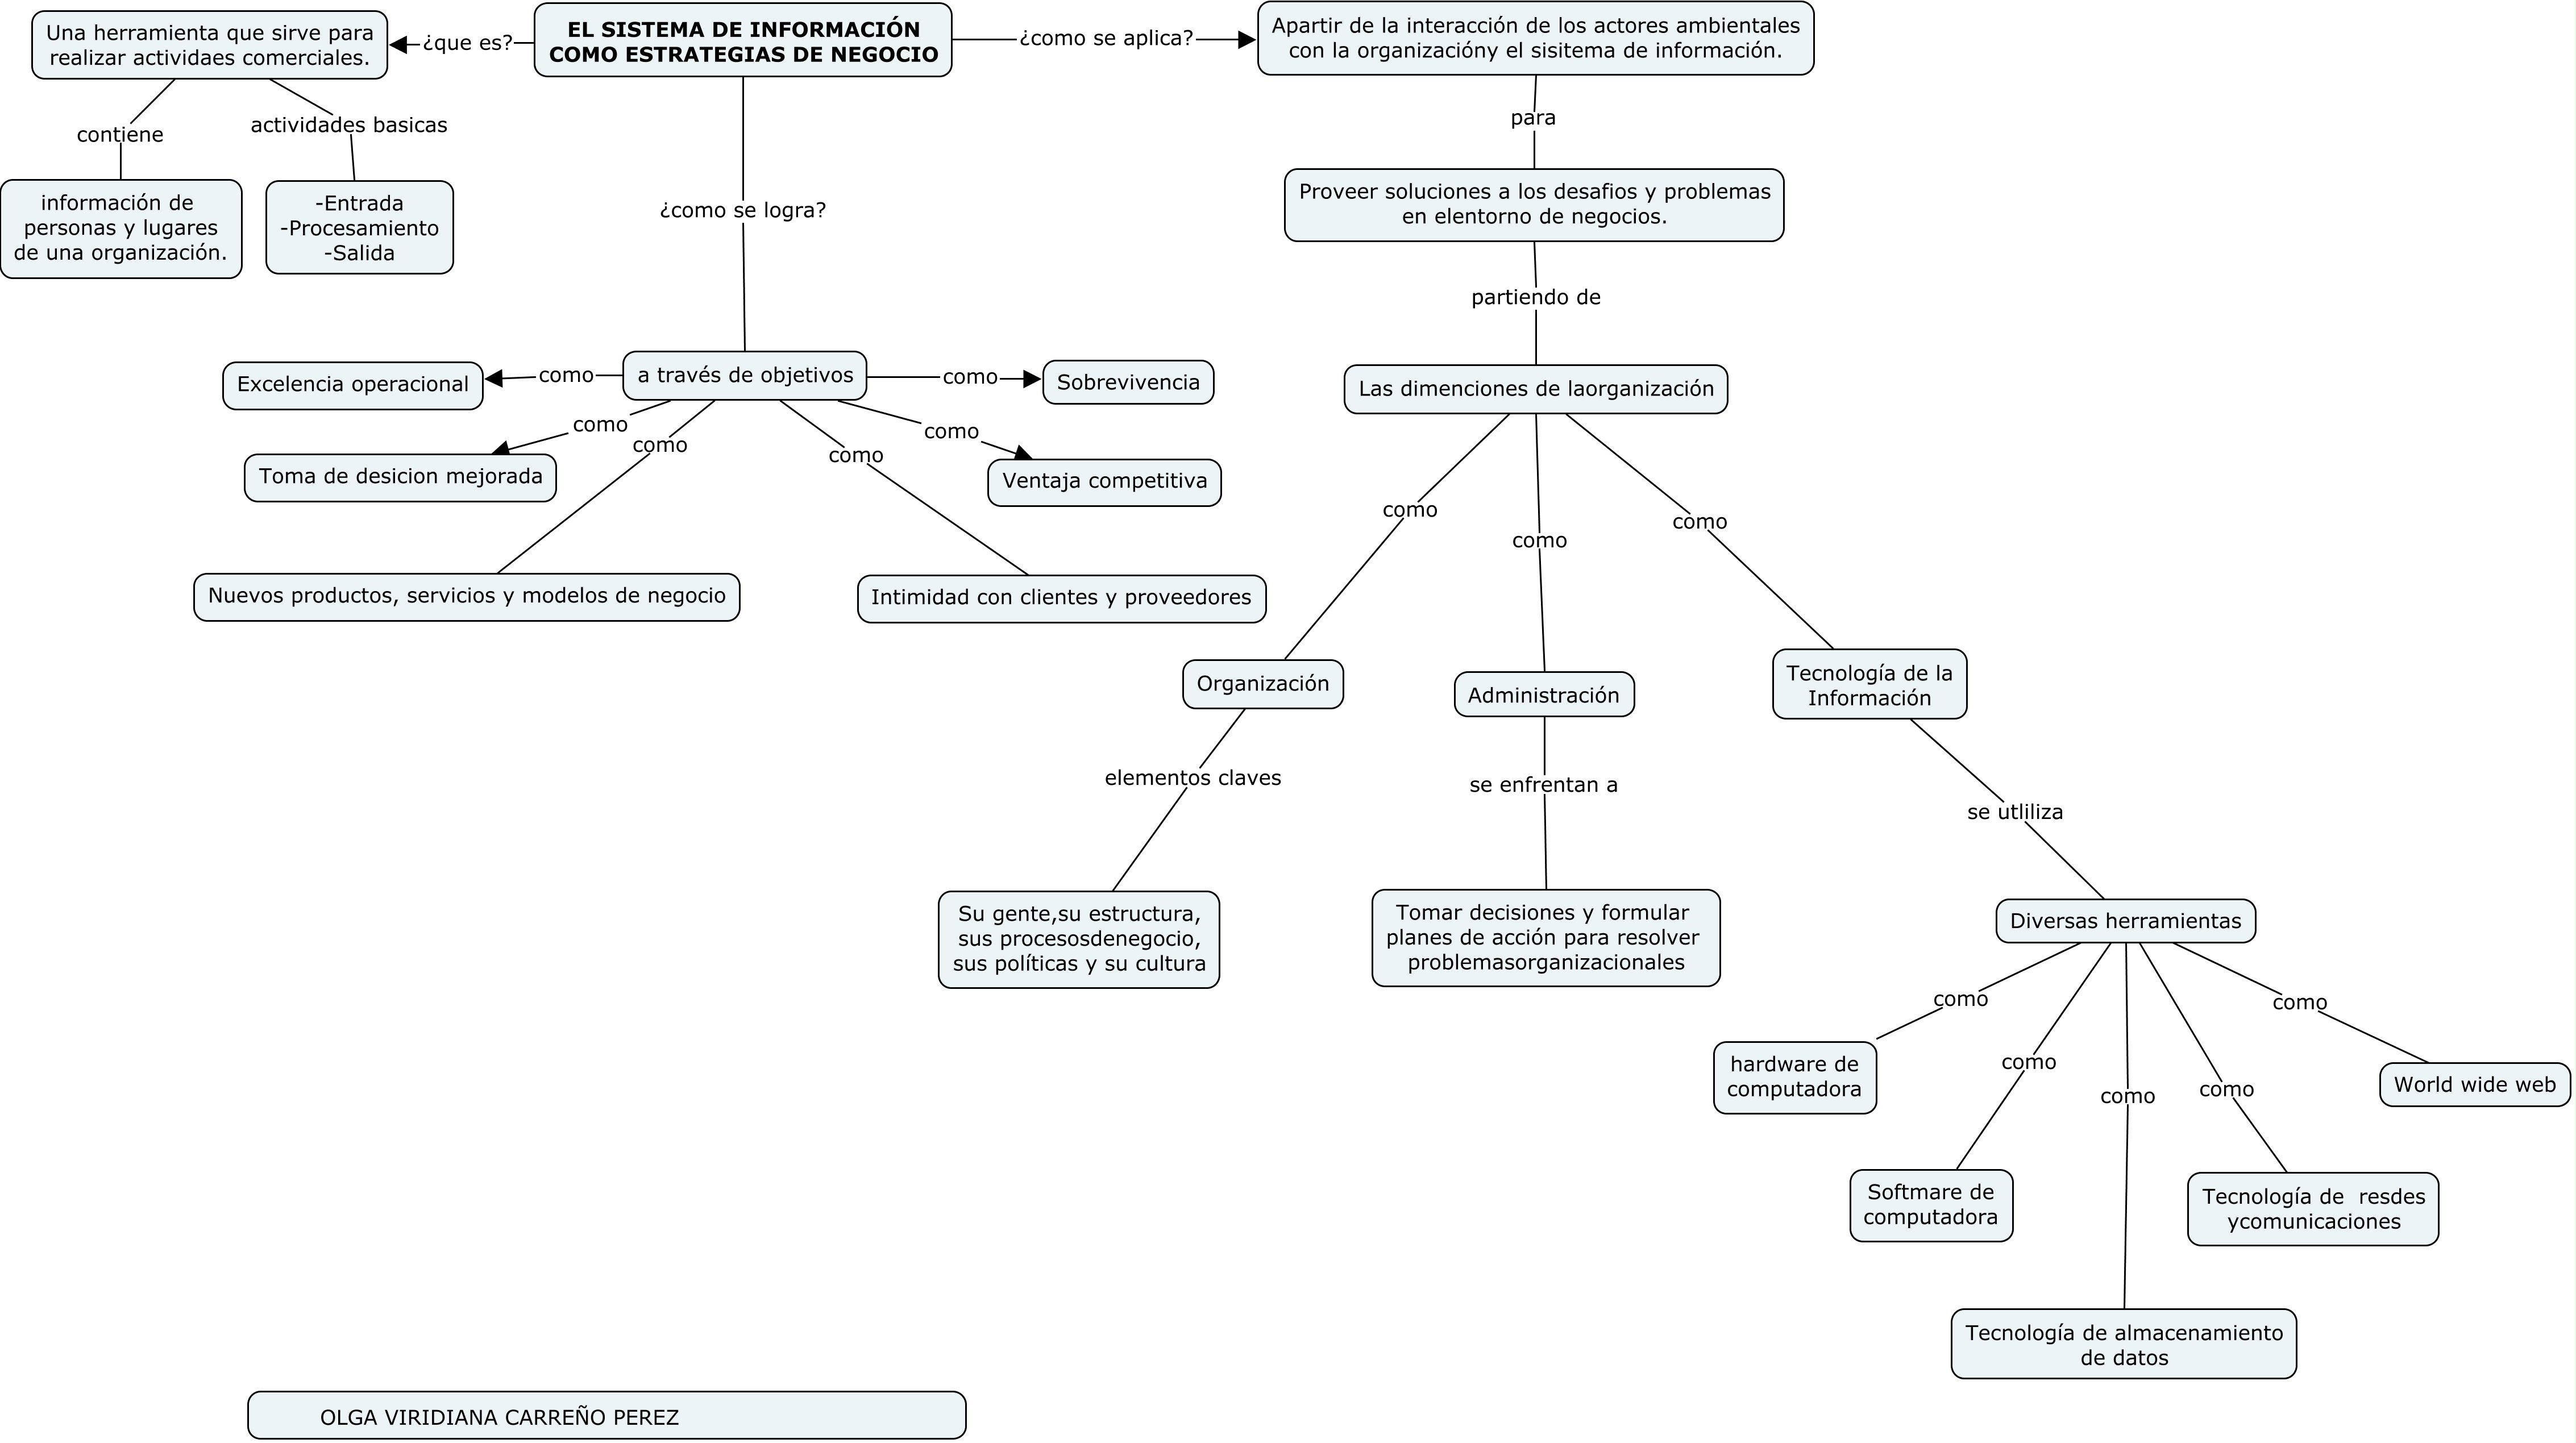 Una herramienta que sirve para
realizar actividaes comerciales.
¿que es?
EL SISTEMA DE INFORMACIÓN
COMO ESTRATEGIAS DE NEGOCIO
¿como se aplica?
Apartir de la interacción de los actores ambientales
con la organizacióny el sisitema de información.
contiene
actividades basicas
para
información de
personas y lugares
de una organización.
-Entrada
-Procesamiento
-Salida
¿como se logra?
Proveer soluciones a los desafios y problemas
en elentorno de negocios.
partiendo de
Excelencia operacional
como
a través de objetivos
como
Sobrevivencia
Las dimenciones de laorganización
como
como
como
como
Toma de desicion mejorada
Ventaja competitiva
Nuevos productos, servicios y modelos de negocio
Intimidad con clientes y proveedores
como
como
como
Organización
Administración
Tecnología de la
Información
elementos claves
se enfrentan a
se utliliza
Su gente,su estructura,
sus procesosdenegocio,
sus políticas y su cultura
Tomar decisiones y formular
planes de acción para resolver
problemasorganizacionales
Diversas herramientas
como
como
como
como
como
hardware de
computadora
World wide web
Softmare de
computadora
Tecnología de  resdes
ycomunicaciones
Tecnología de almacenamiento
de datos
OLGA VIRIDIANA CARREÑO PEREZ